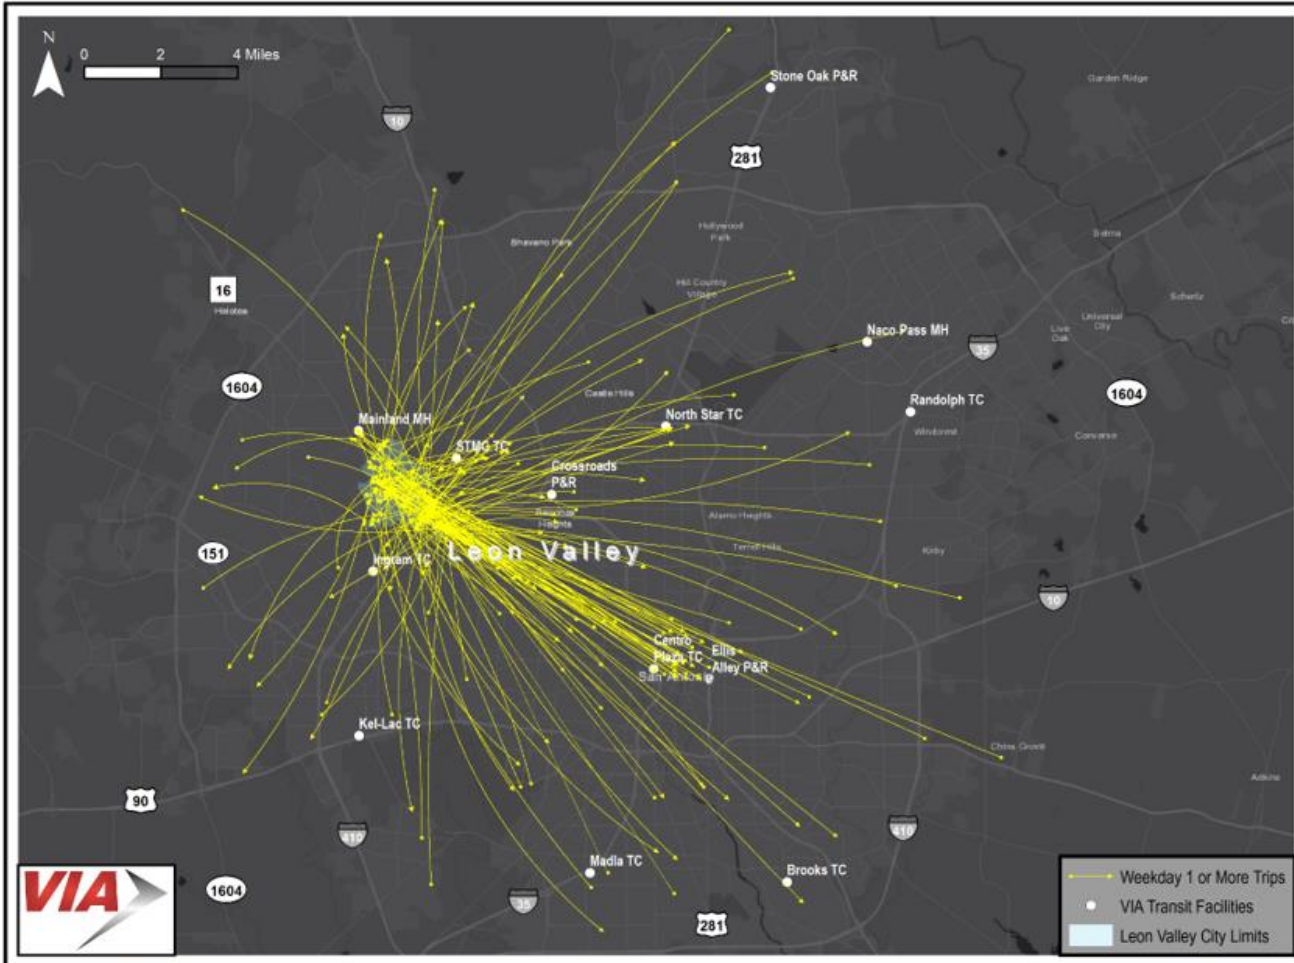 N
0 2 4 Miles
Stone Oak P&R
Garden Ridge
10
281
Hollywood
Park
Selma
16
Helotes
Hill Country
Village
Schertz
Universal
City
Live
Oak
Naco Pass MH
35
1604
Castle Hills
1604
Randolph TC
Mainland MH
North Star TC
Windcrest
Converse
STMG TC
Crossroads
P&R
Heights
Alamo Heights
151
Leon Valley
Terrell Hills
Kirby
Ingram TC
10
Centro
Plaza TC
Ellis
Alley P&R
San Antonio
Kel-Lac TC
China Grove
Adkins
90
410
410
Madla TC
Brooks TC
1604
35
281
VIA
Weekday 1 or More Trips
VIA Transit Facilities
Leon Valley City Limits